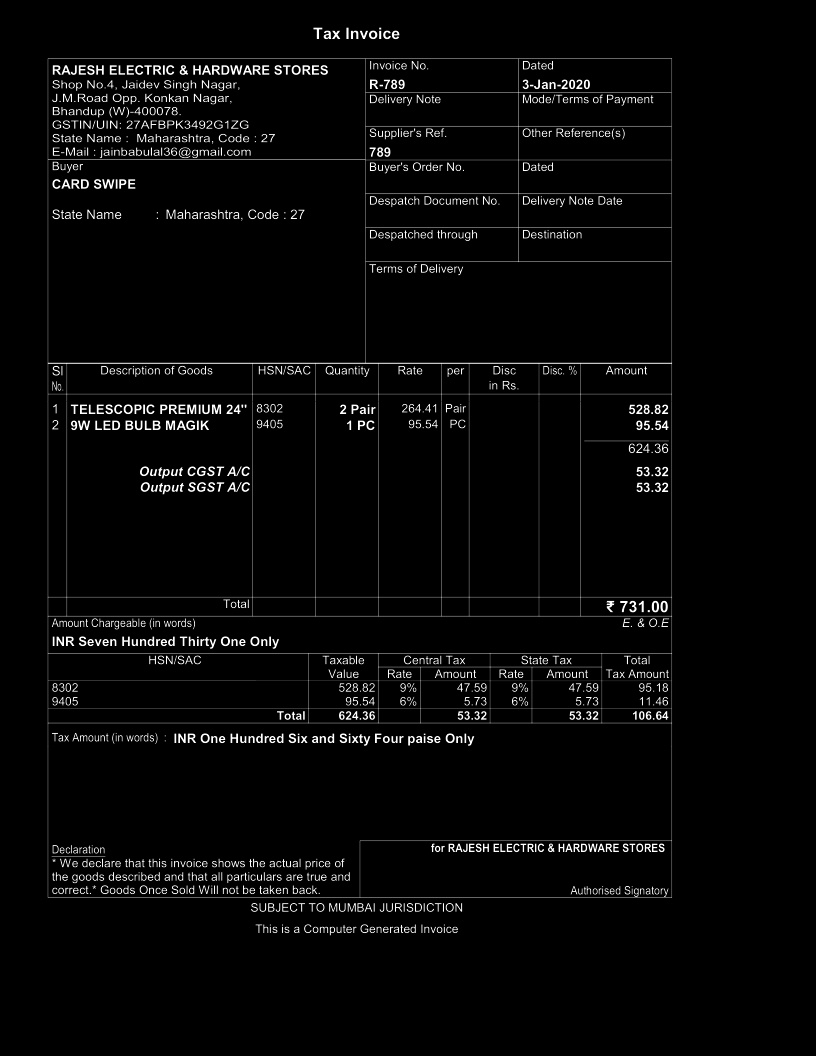 Tax Invoice
RAJESH ELECTRIC & HARDWARE STORES
Shop No.4, Jaidev Singh Nagar,
J.M.Road Opp. Konkan Nagar,
Bhandup (W)-400078.
GSTIN/UIN: 27AFBPK3492G1ZG
State Name : Maharashtra, Code : 27
E-Mail : jainbabulal36@gmail.com
Buyer
CARD SWIPE
State Name : Maharashtra, Code : 27
Invoice No. Dated
R-789 3-Jan-2020
Delivery Note Mode/Terms of Payment
Supplier's Ref. Other Reference(s)
789
Buyer's Order No. Dated
Despatch Document No. Delivery Note Date
Despatched through Destination
Terms of Delivery
Sl Description of Goods HSN/SAC Quantity Rate per Disc Disc. % Amount
No. in Rs.
1 TELESCOPIC PREMIUM 24" 8302 2 Pair 264.41 Pair 528.82
2 9W LED BULB MAGIK 9405 1 PC 95.54 PC 95.54
624.36
Output CGST A/C 53.32
Output SGST A/C 53.32
Total ₹ 731.00
Amount Chargeable (in words) E. & O.E
INR Seven Hundred Thirty One Only
HSN/SAC Taxable Central Tax State Tax Total
Value Rate Amount Rate Amount Tax Amount
8302 528.82 9% 47.59 9% 47.59 95.18
9405 95.54 6% 5.73 6% 5.73 11.46
Total 624.36 53.32 53.32 106.64
Tax Amount (in words) : INR One Hundred Six and Sixty Four paise Only
Declaration
* We declare that this invoice shows the actual price of
the goods described and that all particulars are true and
correct.* Goods Once Sold Will not be taken back.
for RAJESH ELECTRIC & HARDWARE STORES
Authorised Signatory
SUBJECT TO MUMBAI JURISDICTION
This is a Computer Generated Invoice